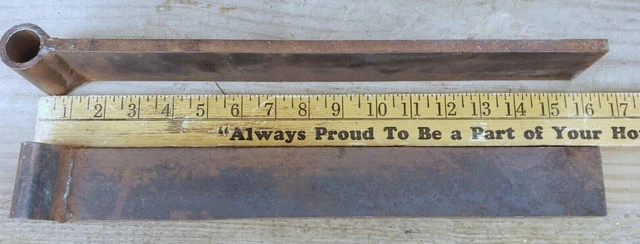 1 2 3 4 5 6 7 8 9 10 11 12 13 14 15 16 17
"Always Proud To Be a Part of Your Ho